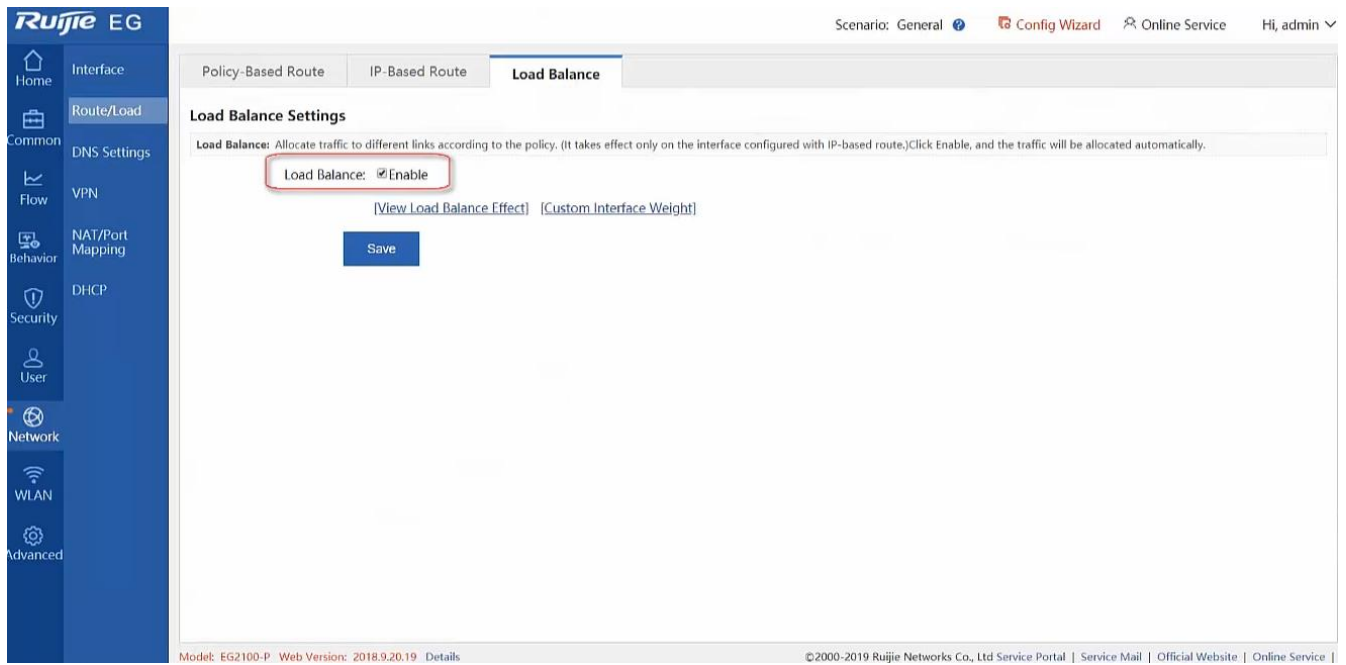 Ruijie EG
Scenario: General ? Config Wizard Online Service Hi, admin
Home
Common
Flow
Behavior
Security
User
Network
WLAN
Advanced
Interface
Route/Load
DNS Settings
VPN
NAT/Port
Mapping
DHCP
Policy-Based Route IP-Based Route Load Balance
Load Balance Settings
Load Balance: Allocate traffic to different links according to the policy. (It takes effect only on the interface configured with IP-based route.)Click Enable, and the traffic will be allocated automatically.
Load Balance: Enable
[View Load Balance Effect] [Custom Interface Weight]
Save
Model: EG2100-P Web Version: 2018.9.20.19 Details ©2000-2019 Ruijie Networks Co., Ltd Service Portal | Service Mail | Official Website | Online Service |